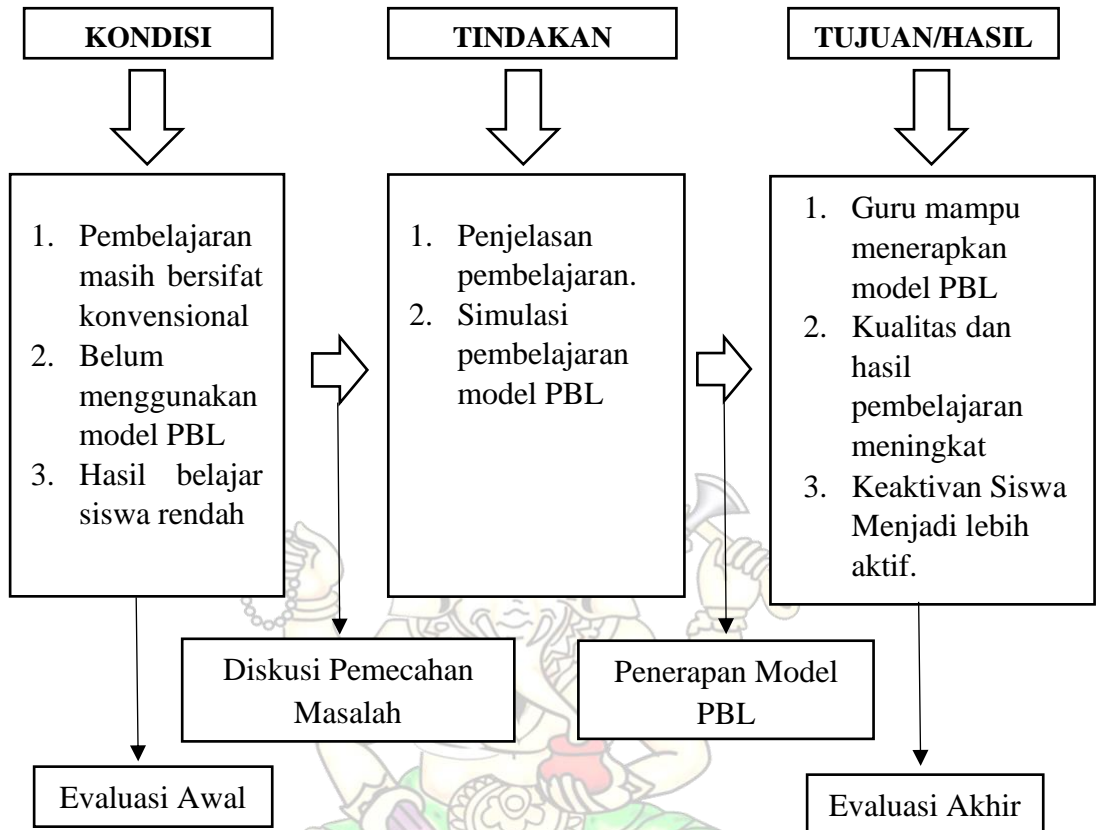 KONDISI
TINDAKAN
TUJUAN/HASIL
1. Pembelajaran
masih bersifat
konvensional
2. Belum
menggunakan
model PBL
3. Hasil belajar
siswa rendah
1. Penjelasan
pembelajaran.
2. Simulasi
pembelajaran
model PBL
1. Guru mampu
menerapkan
model PBL
2. Kualitas dan
hasil
pembelajaran
meningkat
3. Keaktivan Siswa
Menjadi lebih
aktif.
Diskusi Pemecahan
Masalah
Penerapan Model
PBL
Evaluasi Awal
Evaluasi Akhir